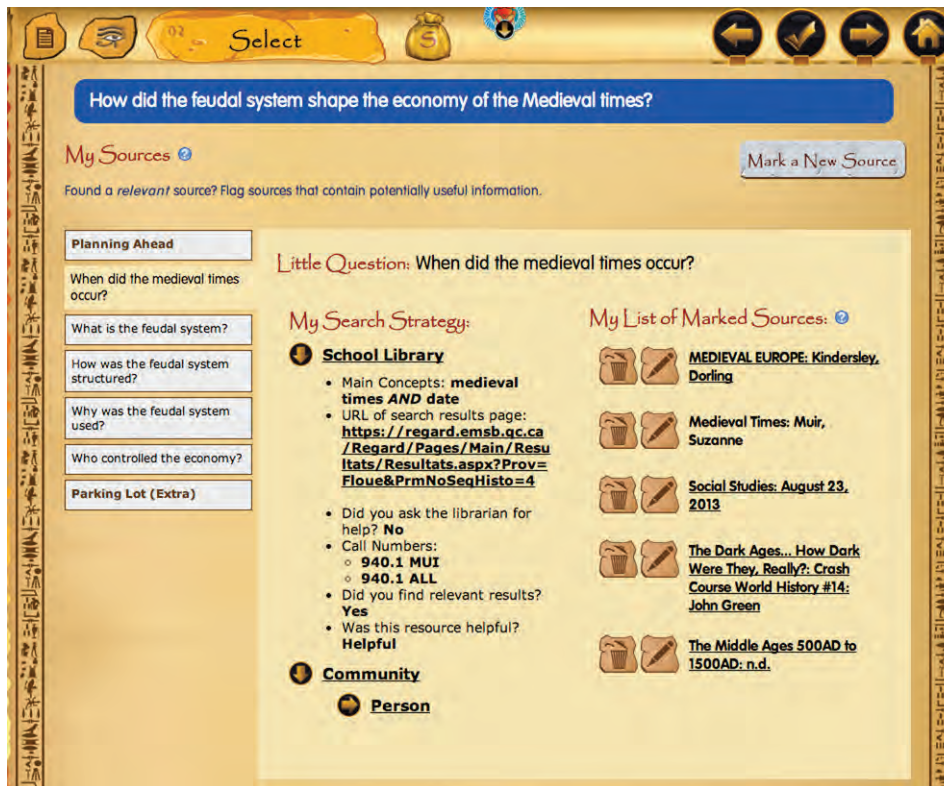 02
Select
S
How did the feudal system shape the economy of the Medieval times?
My Sources ?
Mark a New Source
Found a relevant source? Flag sources that contain potentially useful information.
Planning Ahead
When did the medieval times
occur?
What is the feudal system?
How was the feudal system
structured?
Why was the feudal system
used?
Who controlled the economy?
Parking Lot (Extra)
Little Question: When did the medieval times occur?
My Search Strategy:
School Library
• Main Concepts: medieval
times AND date
• URL of search results page:
https://regard.emsb.qc.ca
/Regard/Pages/Main/Resu
ltats/Resultats.aspx?Prov=
Floue&PrmNoSeqHisto=4
• Did you ask the librarian for
help? No
• Call Numbers:
◦ 940.1 MUI
◦ 940.1 ALL
• Did you find relevant results?
Yes
• Was this resource helpful?
Helpful
Community
Person
My List of Marked Sources: ?
MEDIEVAL EUROPE: Kindersley,
Dorling
Medieval Times: Muir,
Suzanne
Social Studies: August 23,
2013
The Dark Ages... How Dark
Were They, Really?: Crash
Course World History #14:
John Green
The Middle Ages 500AD to
1500AD: n.d.